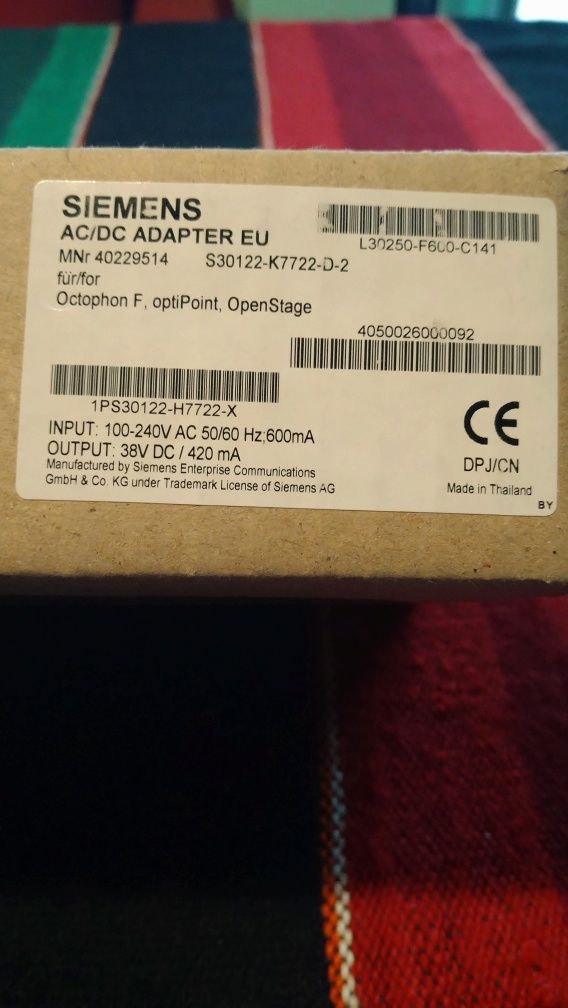 SIEMENS
AC/DC ADAPTER EU
L30250-F600-C141
MNr 40229514 S30122-K7722-D-2
für/for
Octophon F, optiPoint, OpenStage
4050026000092
1PS30122-H7722-X
INPUT: 100-240V AC 50/60 Hz;600mA
OUTPUT: 38V DC / 420 mA
Manufactured by Siemens Enterprise Communications
GmbH & Co. KG under Trademark License of Siemens AG
CE
DPJ/CN
Made in Thailand
BY